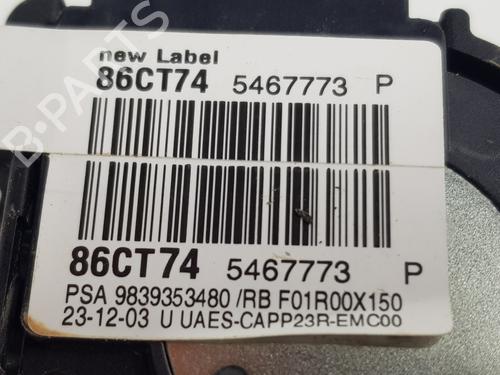 new Label
86CT74 5467773 P
86CT74 5467773 P
PSA 9839353480 /RB F01R00X150
23-12-03 U UAES-CAPP23R-EMC00
B-PARTS